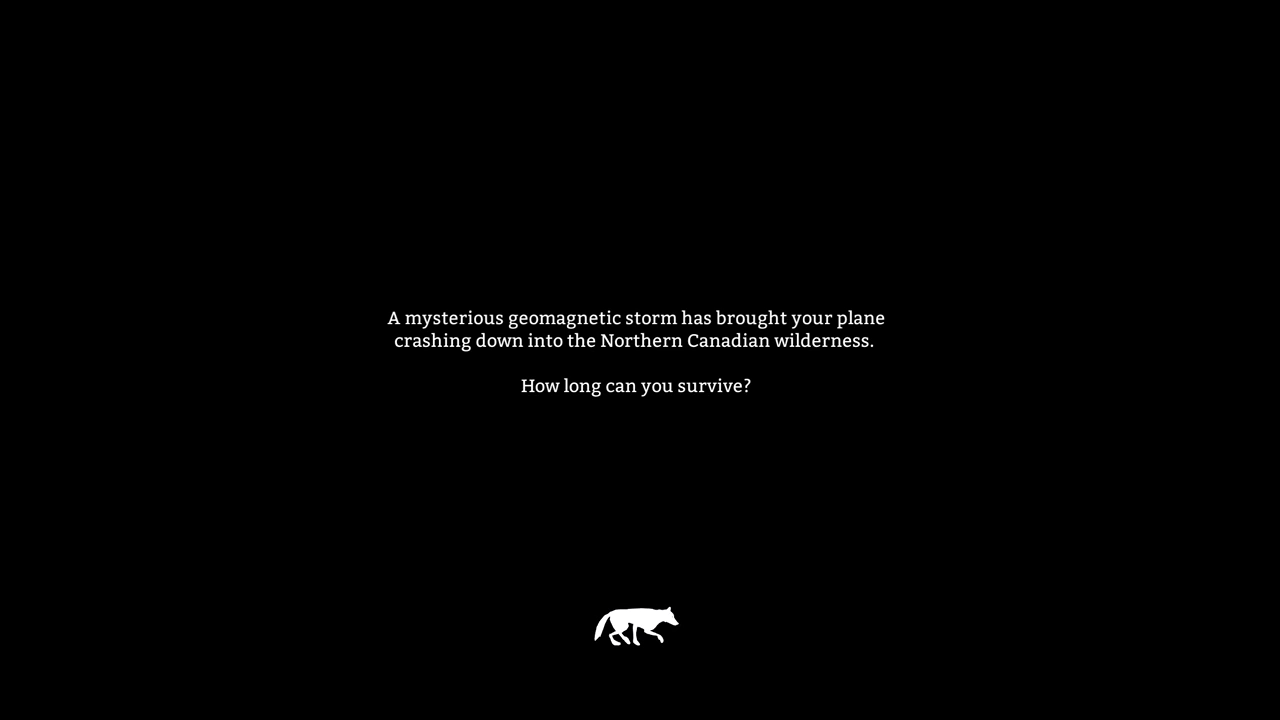 A mysterious geomagnetic storm has brought your plane
crashing down into the Northern Canadian wilderness.
How long can you survive?